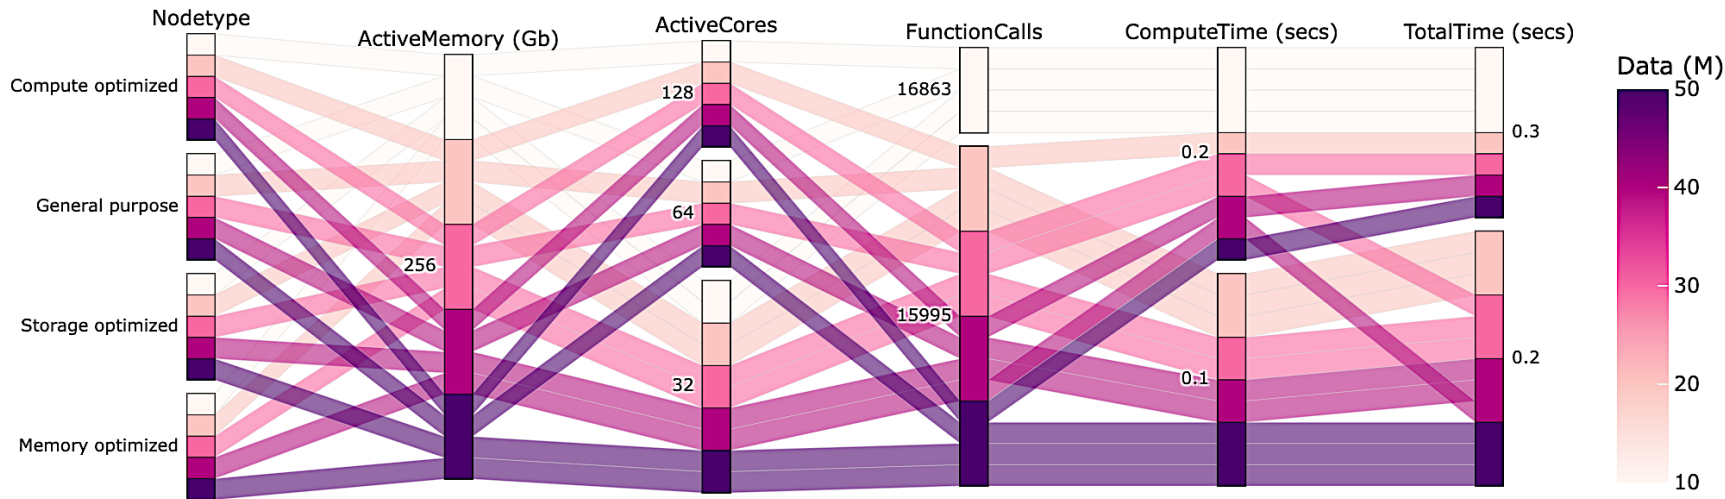 Nodetype
ActiveMemory (Gb)
ActiveCores
FunctionCalls
ComputeTime (secs)
TotalTime (secs)
Data (M)
Compute optimized
General purpose
Storage optimized
Memory optimized
256
128
64
32
16863
15995
0.2
0.1
0.3
0.2
50
40
30
20
10